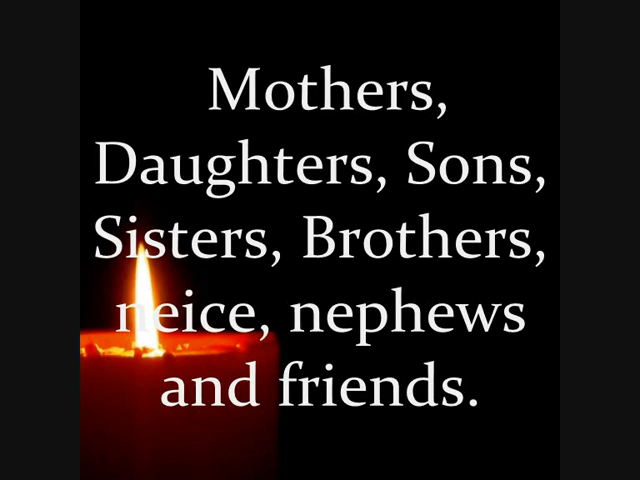 Mothers,
Daughters, Sons,
Sisters, Brothers,
neice, nephews
and friends.